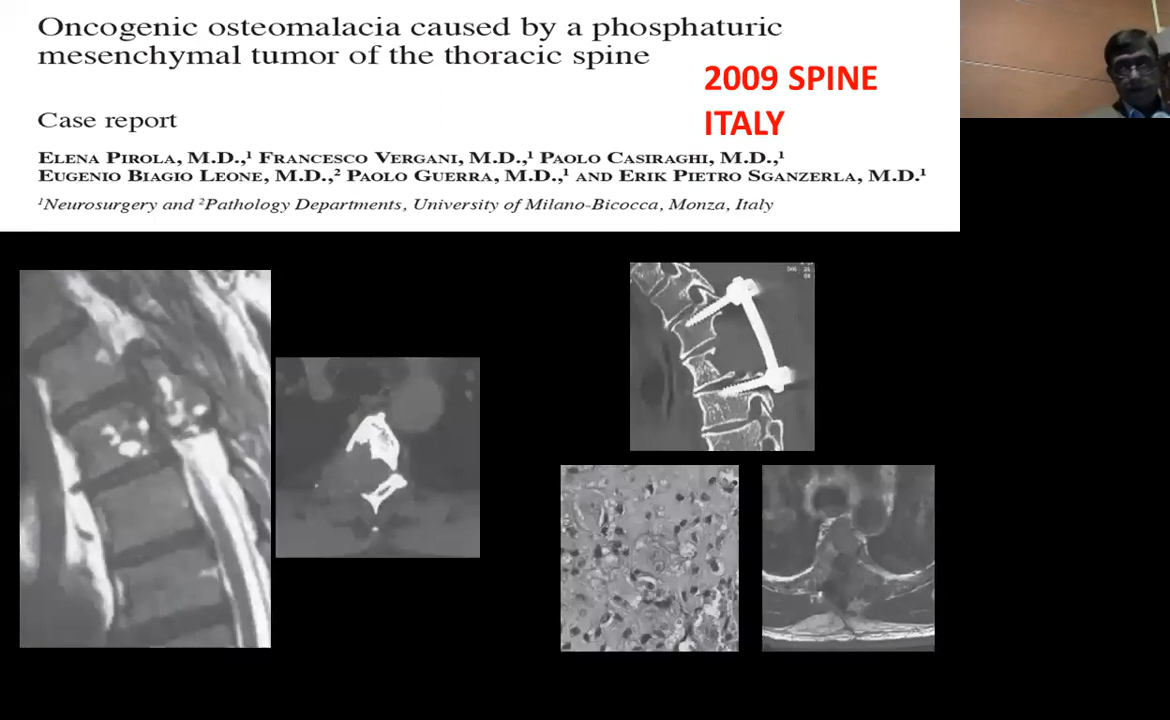 Oncogenic osteomalacia caused by a phosphaturic
mesenchymal tumor of the thoracic spine
2009 SPINE
ITALY
Case report
ELENA PIROLA, M.D.,¹ FRANCESCO VERGANI, M.D.,¹ PAOLO CASIRAGHI, M.D.,¹
EUGENIO BIAGIO LEONE, M.D.,² PAOLO GUERRA, M.D.,¹ AND ERIK PIETRO SGANZERLA, M.D.¹
¹Neurosurgery and ²Pathology Departments, University of Milano-Bicocca, Monza, Italy